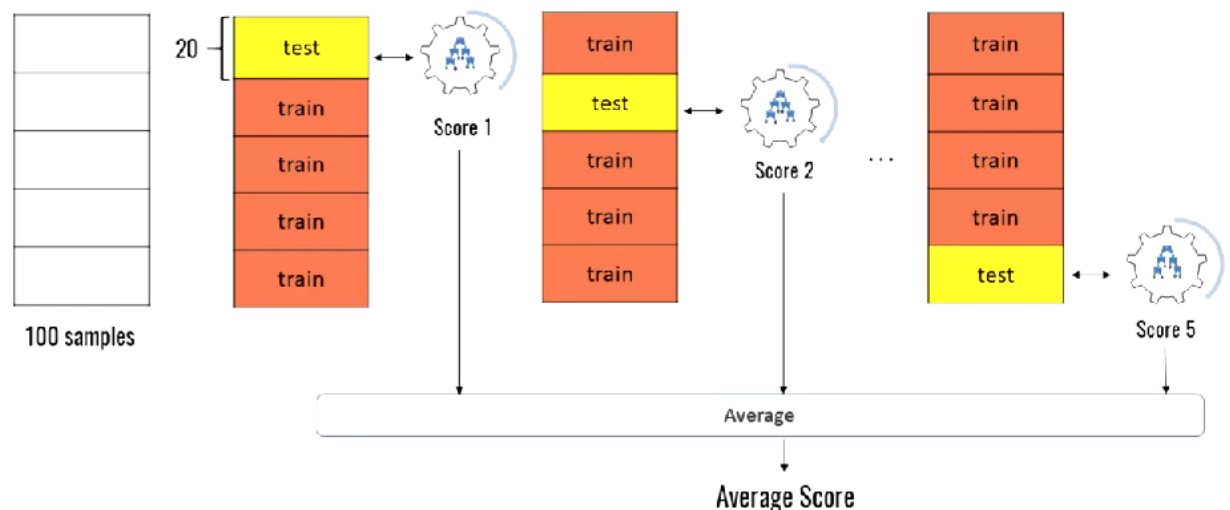 20
test
train
train
train
train
Score 1
train
test
train
train
train
Score 2
...
train
train
train
train
test
Score 5
100 samples
Average
Average Score